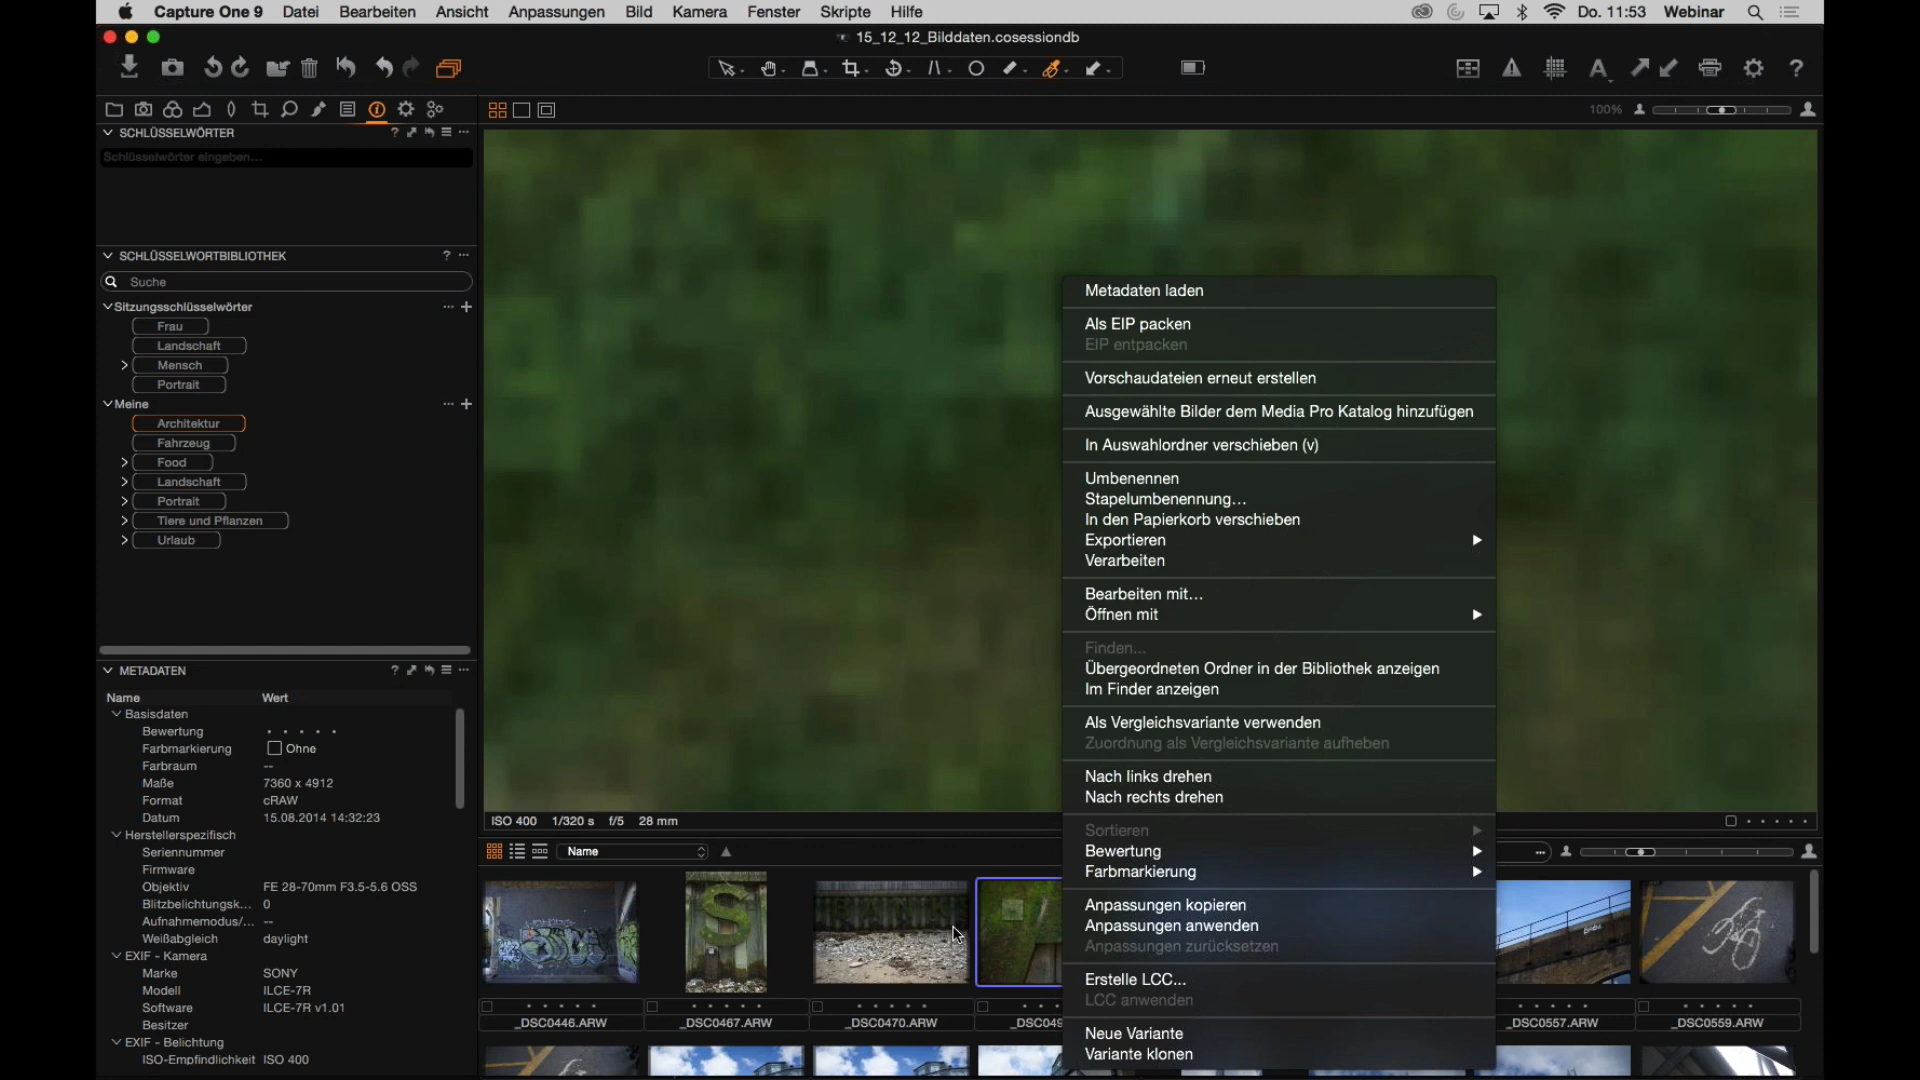 Capture One 9 Datei Bearbeiten Ansicht Anpassungen Bild Kamera Fenster Skripte Hilfe Do. 11:53 Webinar
15_12_12_Bilddaten.cosessiondb
100%
SCHLÜSSELWÖRTER
Schlüsselwörter eingeben...
SCHLÜSSELWORTBIBLIOTHEK
Suche
Sitzungsschlüsselwörter
Frau
Landschaft
Mensch
Portrait
Meine
Architektur
Fahrzeug
Food
Landschaft
Portrait
Tiere und Pflanzen
Urlaub
METADATEN
Name Wert
Basisdaten
Bewertung
Farbmarkierung Ohne
Farbraum --
Maße 7360 x 4912
Format cRAW
Datum 15.08.2014 14:32:23
Herstellerspezifisch
Seriennummer
Firmware
Objektiv FE 28-70mm F3.5-5.6 OSS
Blitzbelichtungsk... 0
Aufnahmemodus/... --
Weißabgleich daylight
EXIF - Kamera
Marke SONY
Modell ILCE-7R
Software ILCE-7R v1.01
Besitzer
EXIF - Belichtung
ISO-Empfindlichkeit ISO 400
Metadaten laden
Als EIP packen
EIP entpacken
Vorschaudateien erneut erstellen
Ausgewählte Bilder dem Media Pro Katalog hinzufügen
In Auswahlordner verschieben (v)
Umbenennen
Stapelumbenennung...
In den Papierkorb verschieben
Exportieren
Verarbeiten
Bearbeiten mit...
Öffnen mit
Finden...
Übergeordneten Ordner in der Bibliothek anzeigen
Im Finder anzeigen
Als Vergleichsvariante verwenden
Zuordnung als Vergleichsvariante aufheben
Nach links drehen
Nach rechts drehen
Sortieren
Bewertung
Farbmarkierung
Anpassungen kopieren
Anpassungen anwenden
Anpassungen zurücksetzen
Erstelle LCC...
LCC anwenden
Neue Variante
Variante klonen
ISO 400 1/320 s f/5 28 mm
Name
S
BANK
_DSC0446.ARW _DSC0467.ARW _DSC0470.ARW _DSC049 _DSC0557.ARW _DSC0559.ARW